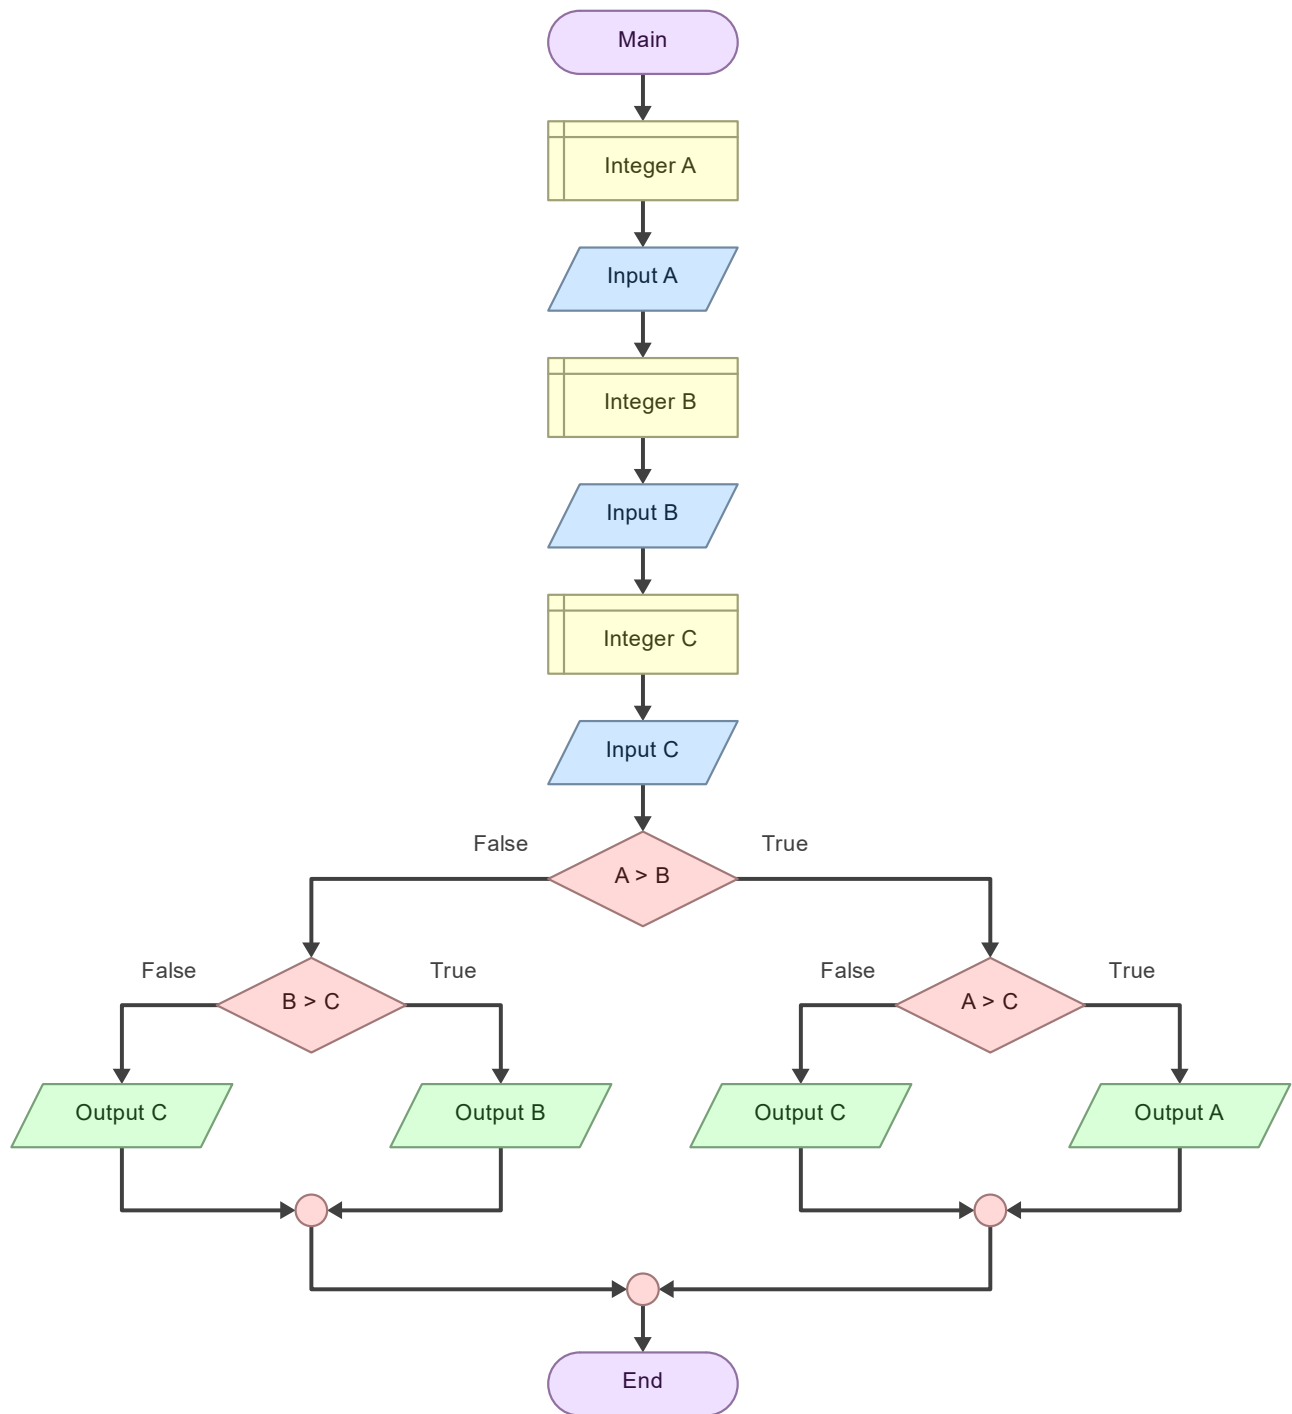 Main
Integer A
Input A
Integer B
Input B
Integer C
Input C
False
True
A > B
False
True
False
True
B > C
A > C
Output C
Output B
Output C
Output A
End